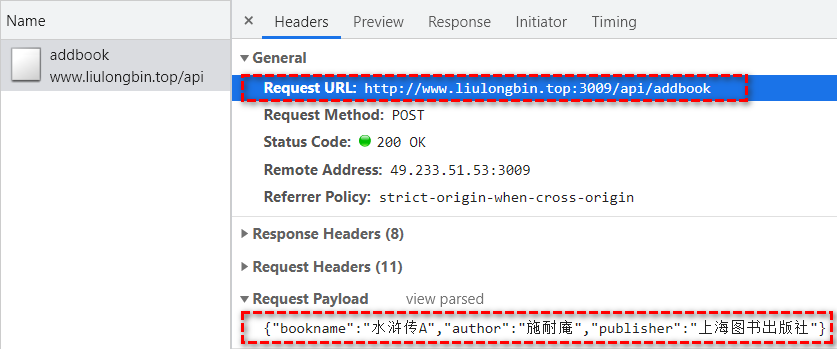 Name
× Headers Preview Response Initiator Timing
addbook
www.liulongbin.top/api
▼ General
Request URL: http://www.liulongbin.top:3009/api/addbook
Request Method: POST
Status Code: 200 OK
Remote Address: 49.233.51.53:3009
Referrer Policy: strict-origin-when-cross-origin
▶ Response Headers (8)
▶ Request Headers (11)
▼ Request Payload view parsed
{"bookname":"水浒传A","author":"施耐庵","publisher":"上海图书出版社"}